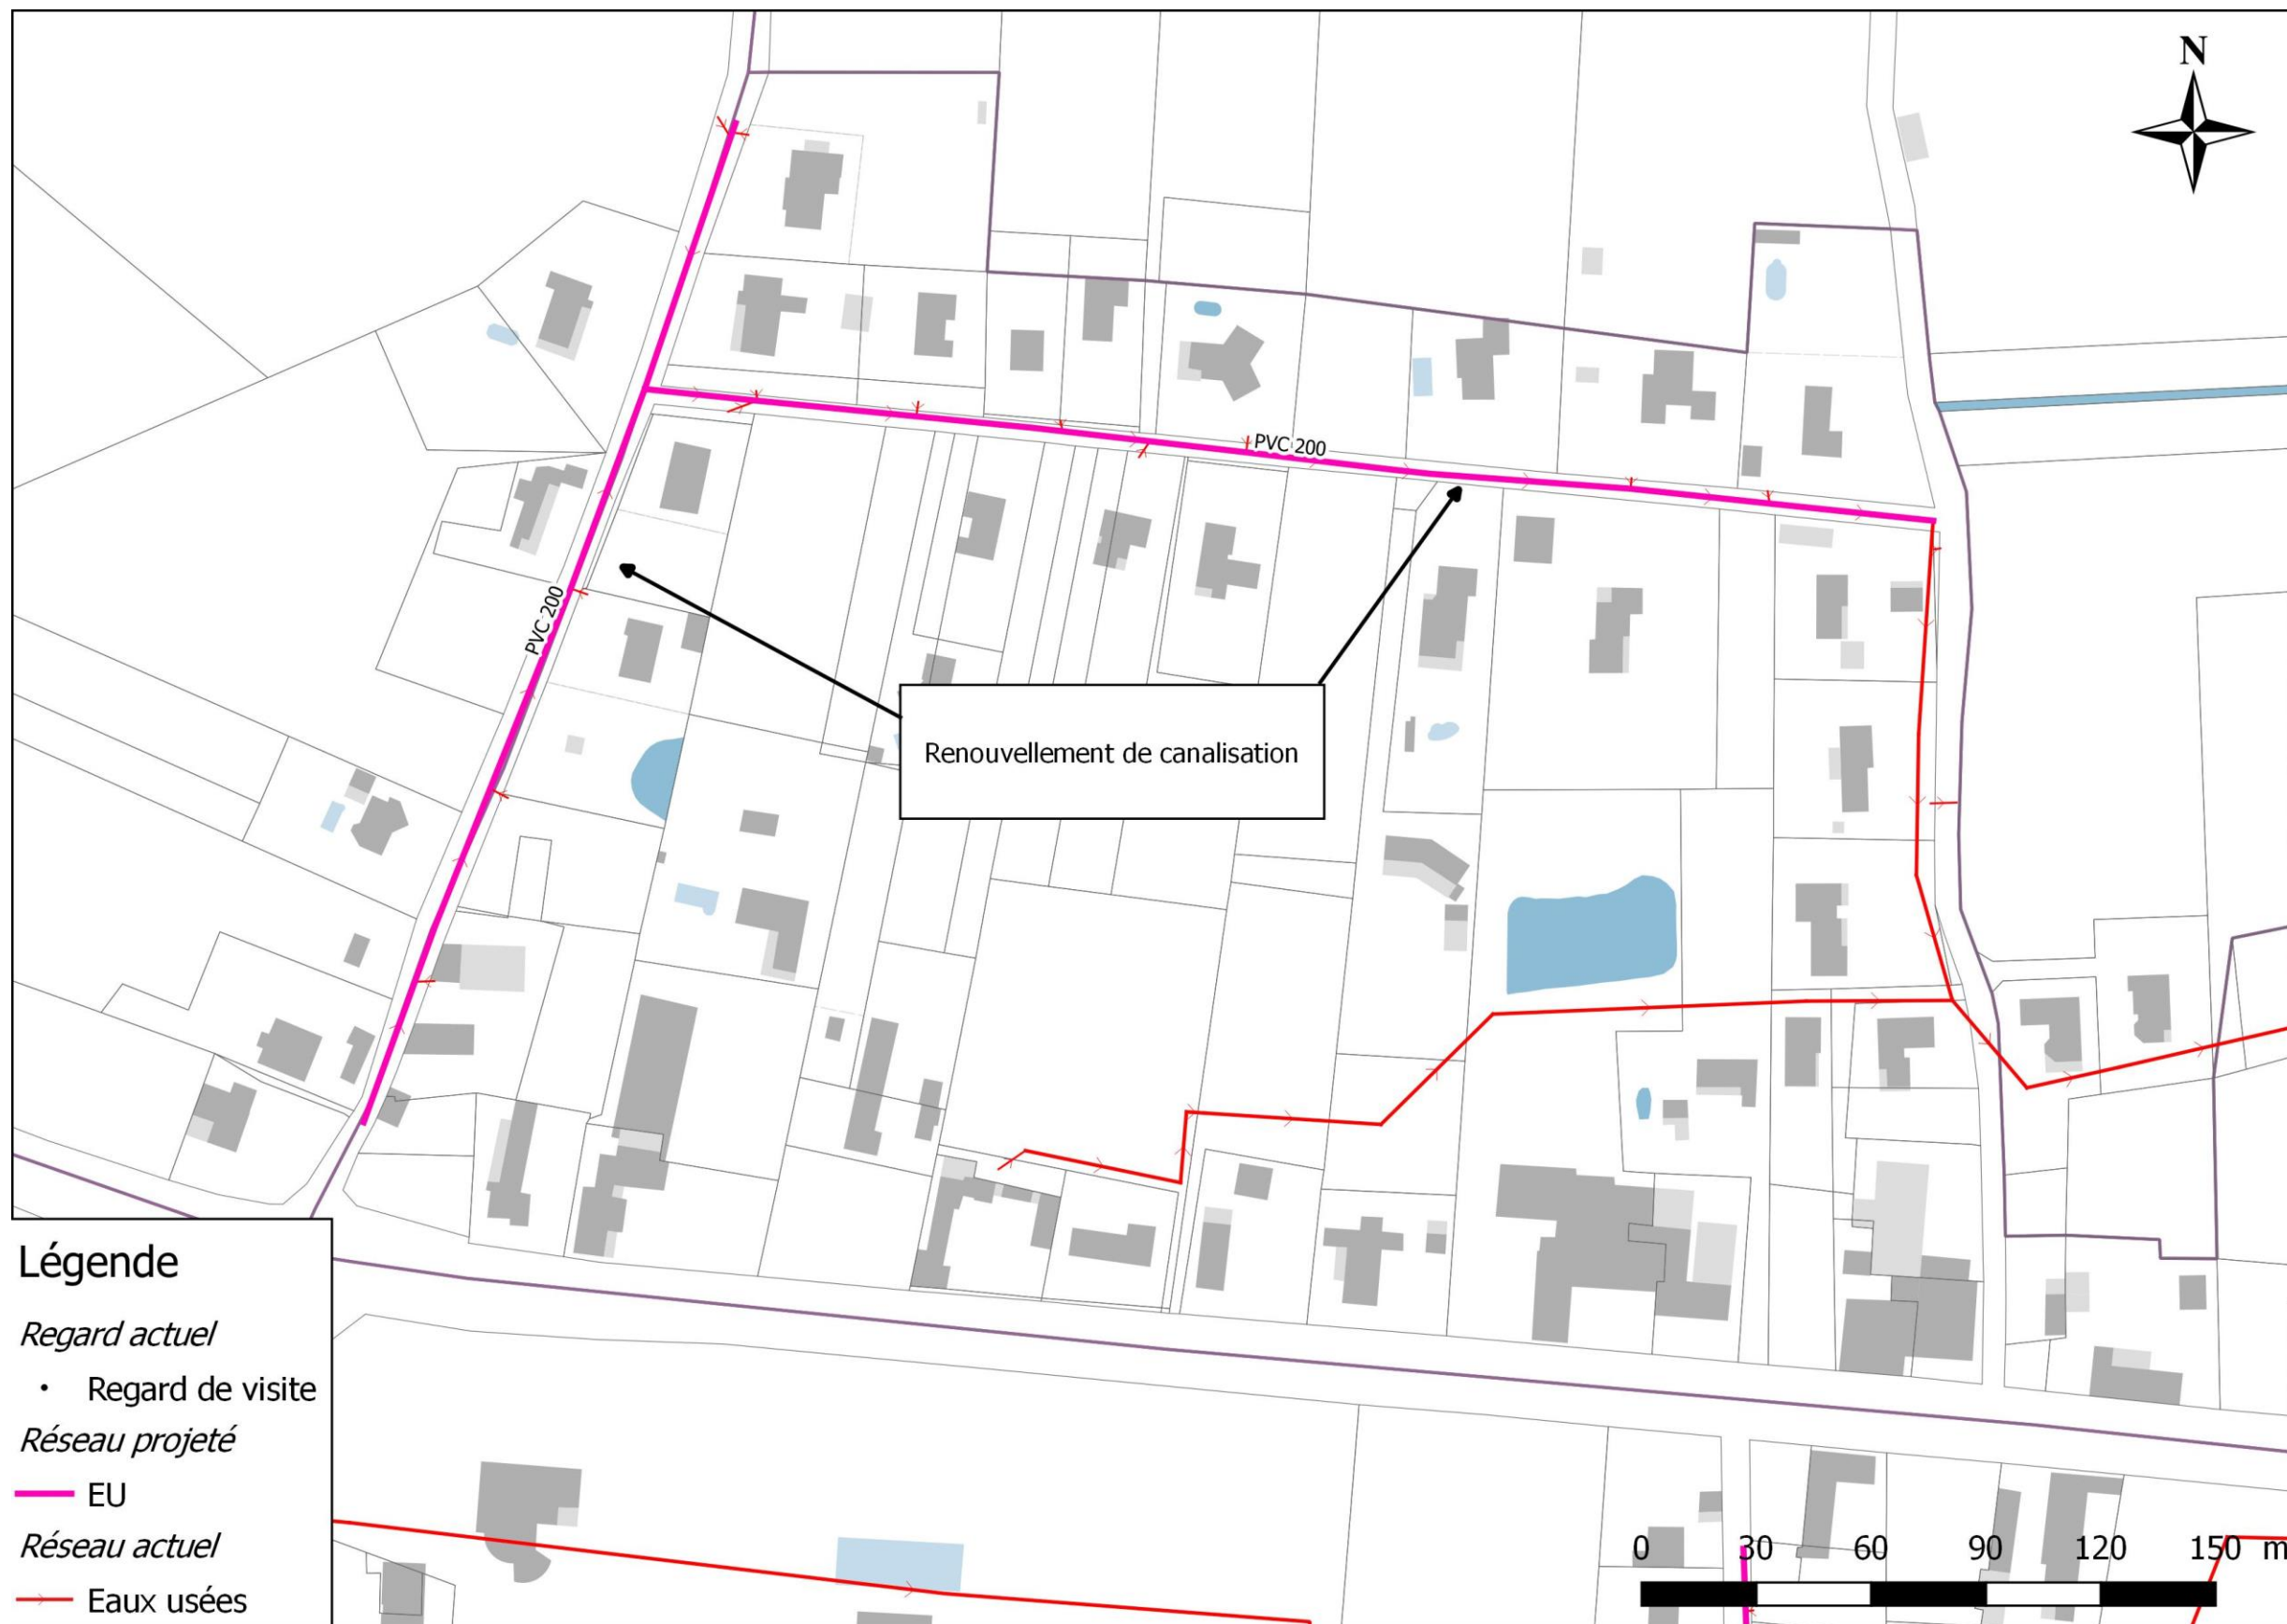 N
PVC 200
PVC 200
Renouvellement de canalisation
Légende
Regard actuel
Regard de visite
Réseau projeté
EU
Réseau actuel
Eaux usées
0 30 60 90 120 150 m